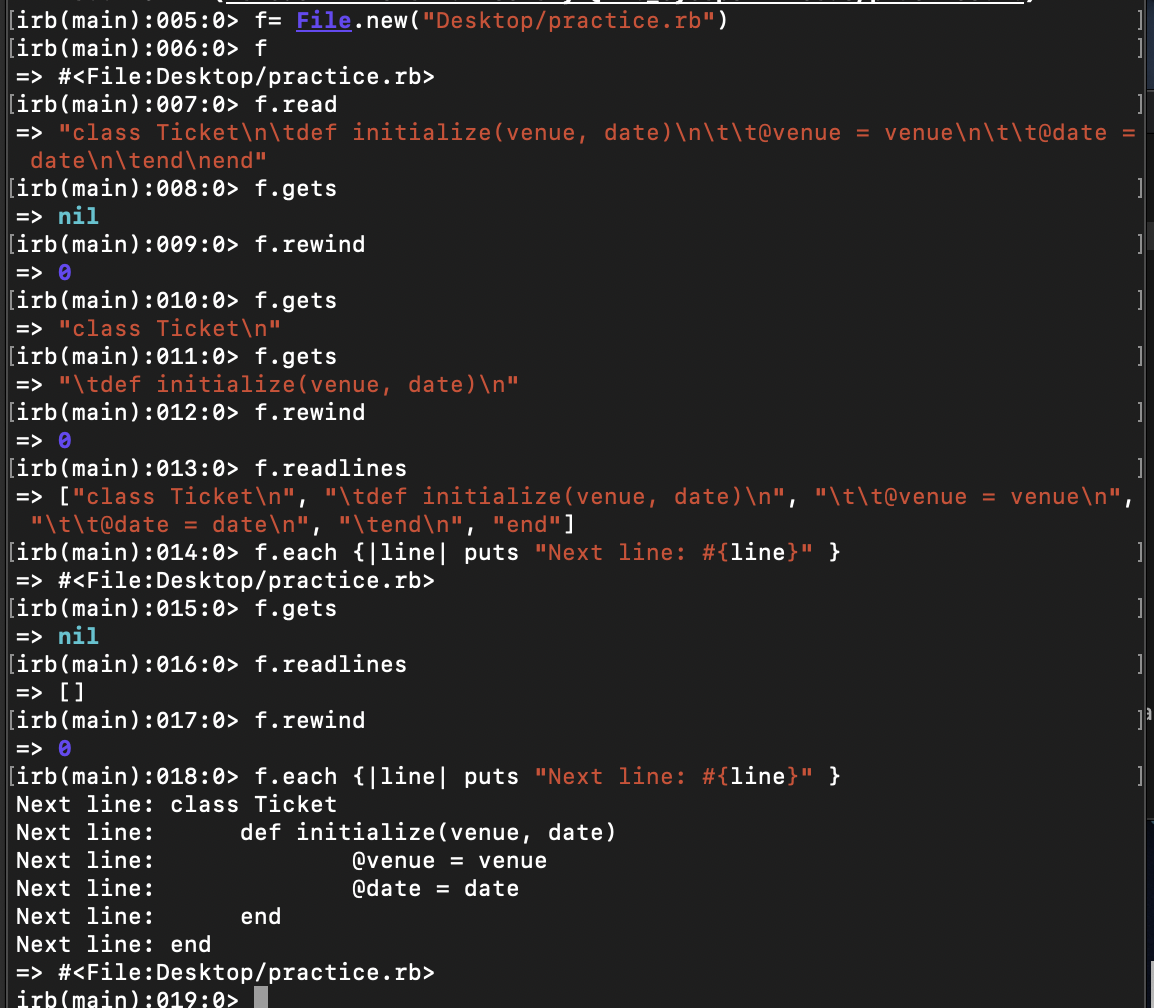 [irb(main):005:0> f= File.new("Desktop/practice.rb") ]
[irb(main):006:0> f ]
=> #<File:Desktop/practice.rb>
[irb(main):007:0> f.read ]
=> "class Ticket\n\tdef initialize(venue, date)\n\t\t@venue = venue\n\t\t@date =
 date\n\tend\nend"
[irb(main):008:0> f.gets ]
=> nil
[irb(main):009:0> f.rewind ]
=> 0
[irb(main):010:0> f.gets ]
=> "class Ticket\n"
[irb(main):011:0> f.gets ]
=> "\tdef initialize(venue, date)\n"
[irb(main):012:0> f.rewind ]
=> 0
[irb(main):013:0> f.readlines ]
=> ["class Ticket\n", "\tdef initialize(venue, date)\n", "\t\t@venue = venue\n",
 "\t\t@date = date\n", "\tend\n", "end"]
[irb(main):014:0> f.each {|line| puts "Next line: #{line}" } ]
=> #<File:Desktop/practice.rb>
[irb(main):015:0> f.gets ]
=> nil
[irb(main):016:0> f.readlines ]
=> []
[irb(main):017:0> f.rewind ]
=> 0
[irb(main):018:0> f.each {|line| puts "Next line: #{line}" } ]
Next line: class Ticket
Next line:      def initialize(venue, date)
Next line:              @venue = venue
Next line:              @date = date
Next line:      end
Next line: end
=> #<File:Desktop/practice.rb>
irb(main):019:0>